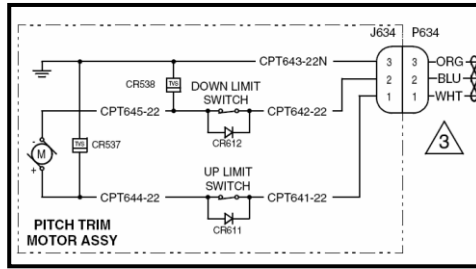 J634 P634
CPT643-22N 3 3 ORG
CR538 TVS DOWN LIMIT
SWITCH
2 2 BLU
CPT645-22 CPT642-22 1 1 WHT
CR612
TVS CR537
3
- M +
UP LIMIT
SWITCH
CPT644-22 CPT641-22
CR611
PITCH TRIM
MOTOR ASSY